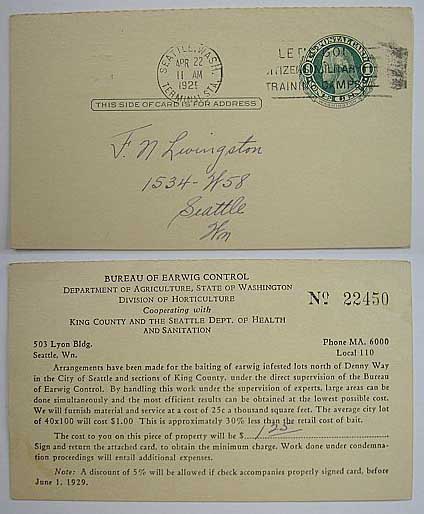 SEATTLE, WASH.
APR 22
11 AM
TERMINAL STA.
LET'S GO!
CITIZENS MILITARY
TRAINING CAMPS
THIS SIDE OF CARD IS FOR ADDRESS
F. N Livingston
1534-W58
Seattle
Wn
BUREAU OF EARWIG CONTROL
DEPARTMENT OF AGRICULTURE, STATE OF WASHINGTON
DIVISION OF HORTICULTURE
Cooperating with
KING COUNTY AND THE SEATTLE DEPT. OF HEALTH
AND SANITATION
No 22450
503 Lyon Bldg.
Seattle, Wn.
Phone MA. 6000
Local 110
Arrangements have been made for the baiting of earwig infested lots north of Denny Way
in the City of Seattle and sections of King County, under the direct supervision of the Bureau
of Earwig Control. By handling this work under the supervision of experts, large areas can be
done simultaneously and the most efficient results can be obtained at the lowest possible cost.
We will furnish material and service at a cost of 25c a thousand square feet. The average city lot
of 40x100 will cost $1.00 This is approximately 30% less than the retail cost of bait.
The cost to you on this piece of property will be $ 1 25
Sign and return the attached card, to obtain the minimum charge. Work done under condemna-
tion proceedings will entail additional expenses.
Note: A discount of 5% will be allowed if check accompanies properly signed card, before
June 1, 1929.